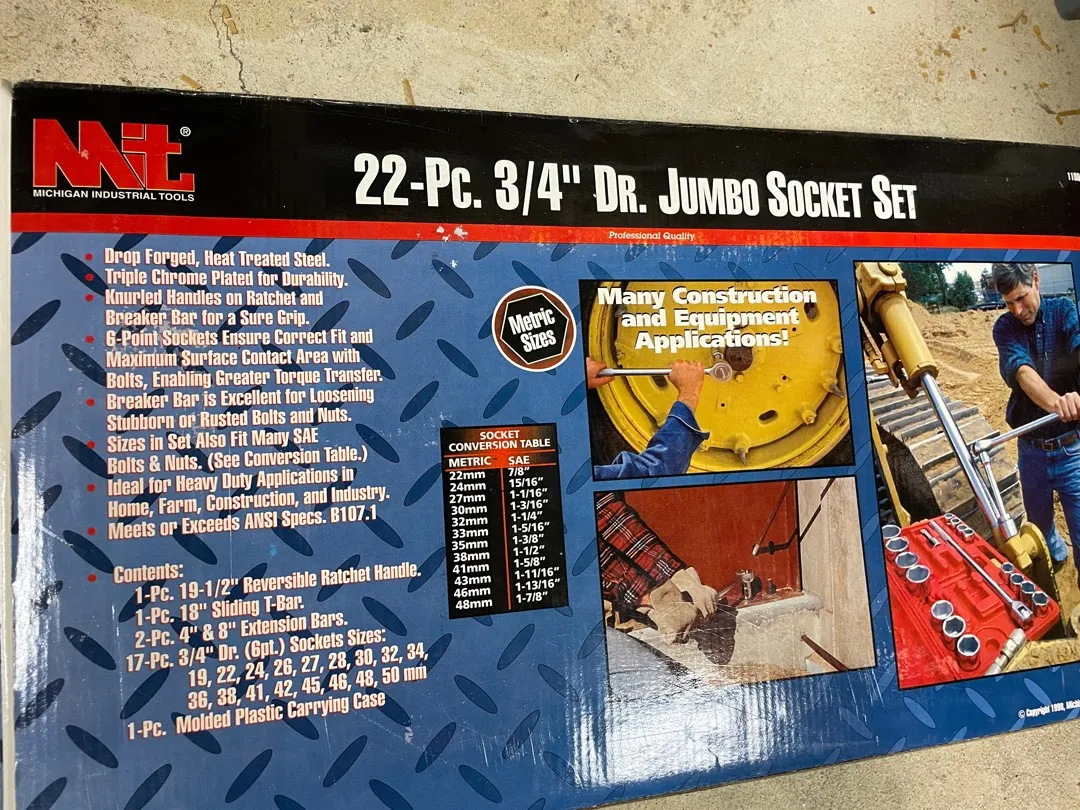 MiT®
MICHIGAN INDUSTRIAL TOOLS
22-Pc. 3/4" Dr. Jumbo Socket Set
Professional Quality
• Drop Forged, Heat Treated Steel.
• Triple Chrome Plated for Durability.
• Knurled Handles on Ratchet and
Breaker Bar for a Sure Grip.
• 6-Point Sockets Ensure Correct Fit and
Maximum Surface Contact Area with
Bolts, Enabling Greater Torque Transfer.
• Breaker Bar is Excellent for Loosening
Stubborn or Rusted Bolts and Nuts.
• Sizes in Set Also Fit Many SAE
Bolts & Nuts. (See Conversion Table.)
• Ideal for Heavy Duty Applications in
Home, Farm, Construction, and Industry.
• Meets or Exceeds ANSI Specs. B107.1
• Contents:
1-Pc. 19-1/2" Reversible Ratchet Handle.
1-Pc. 18" Sliding T-Bar.
2-Pc. 4" & 8" Extension Bars.
17-Pc. 3/4" Dr. (6pt.) Sockets Sizes:
19, 22, 24, 26, 27, 28, 30, 32, 34,
36, 38, 41, 42, 45, 46, 48, 50 mm
1-Pc. Molded Plastic Carrying Case
Metric
Sizes
SOCKET
CONVERSION TABLE
METRIC SAE
22mm 7/8"
24mm 15/16"
27mm 1-1/16"
30mm 1-3/16"
32mm 1-1/4"
33mm 1-5/16"
35mm 1-3/8"
38mm 1-1/2"
41mm 1-5/8"
43mm 1-11/16"
46mm 1-13/16"
48mm 1-7/8"
Many Construction
and Equipment
Applications!
© Copyright 1998,